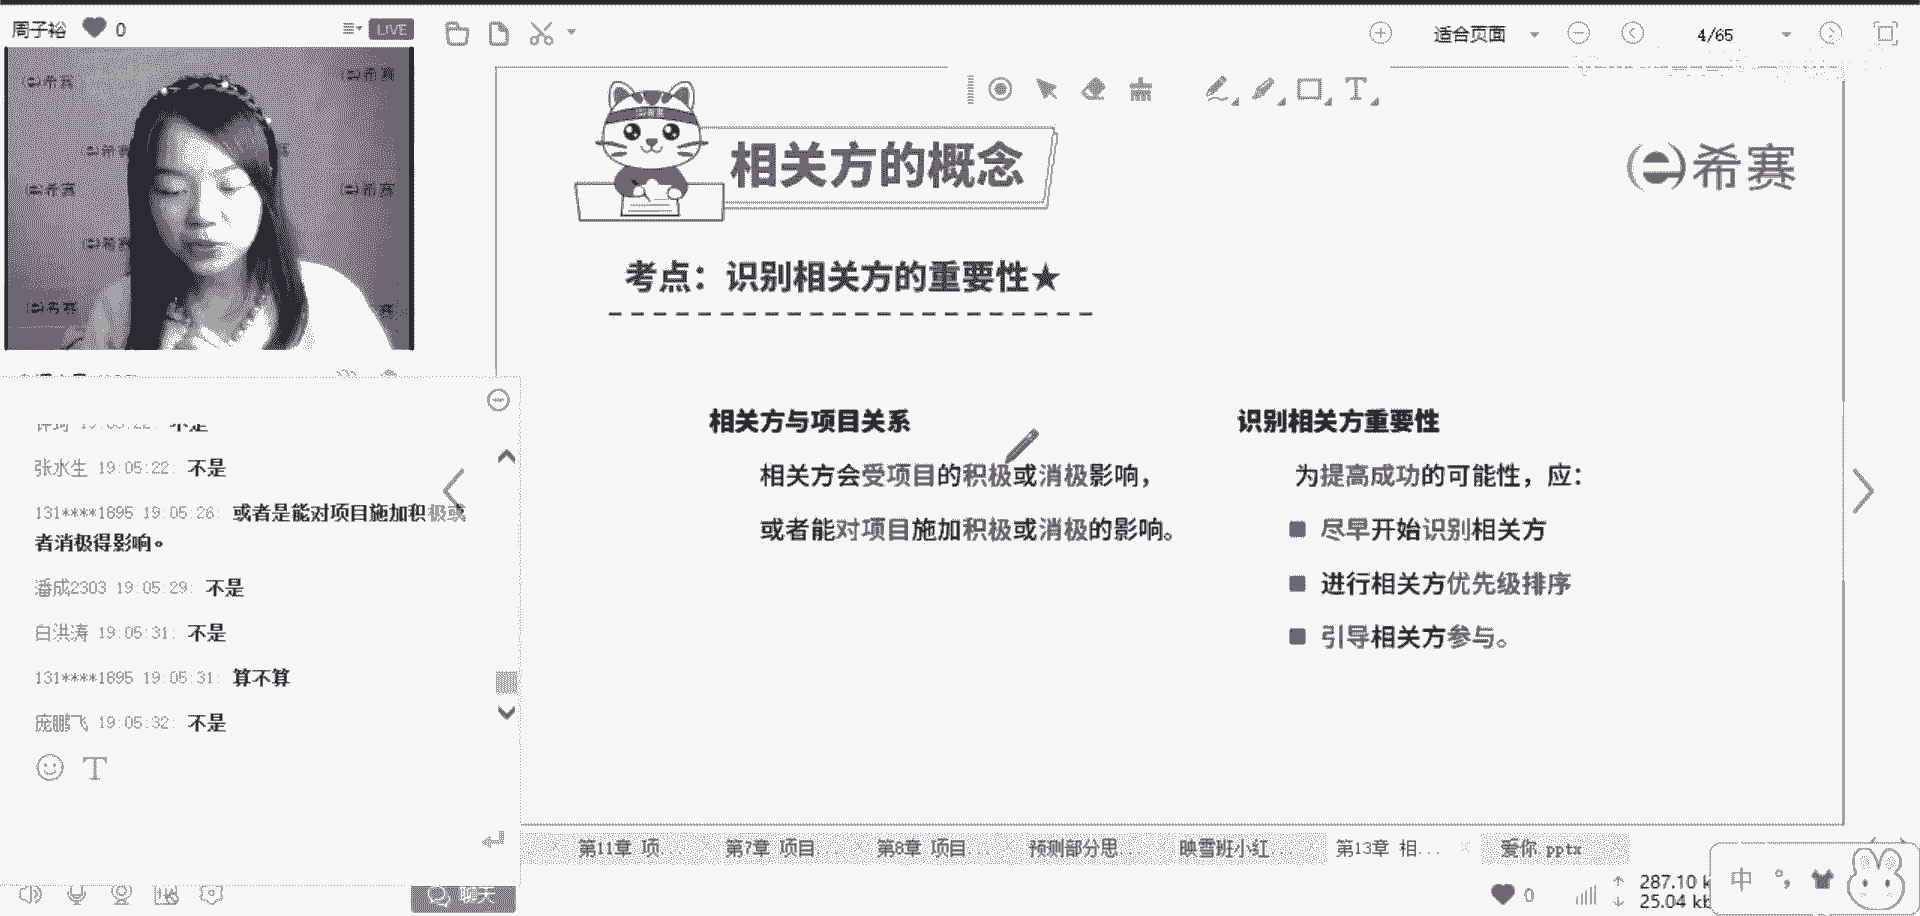 周子裕 0
LIVE
适合页面
4/65
希赛
希赛
希赛
希赛
希赛
相关方的概念
希赛
考点：识别相关方的重要性★
相关方与项目关系
相关方会受项目的积极或消极影响，
或者能对项目施加积极或消极的影响。
识别相关方重要性
为提高成功的可能性，应：
■ 尽早开始识别相关方
■ 进行相关方优先级排序
■ 引导相关方参与。
不是
张水生 19:05:22: 不是
131****1895 19:05:26: 或者是能对项目施加积极或
者消极得影响。
潘成2303 19:05:29: 不是
白洪涛 19:05:31: 不是
131****1895 19:05:31: 算不算
庞鹏飞 19:05:32: 不是
T
聊天
第11章 项...
第7章 项目...
第8章 项目...
预测部分思...
映雪班小红...
第13章 相...
爱你.pptx
0
287.10 k
25.04 kb
中